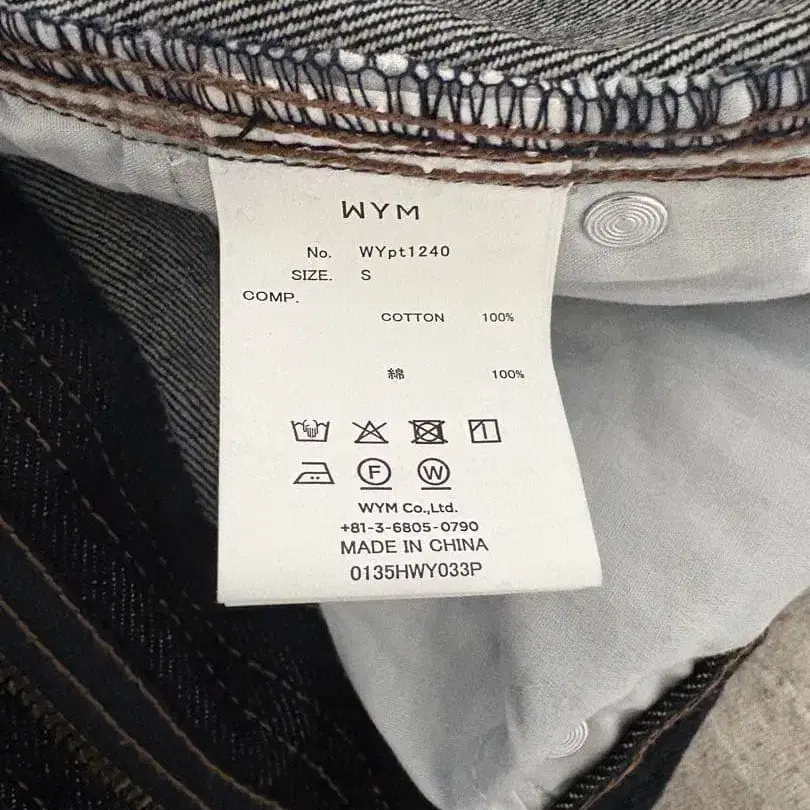 WYM
No. WYpt1240
SIZE. S
COMP.
COTTON 100%
綿 100%
F W
WYM Co.,Ltd.
+81-3-6805-0790
MADE IN CHINA
0135HWY033P